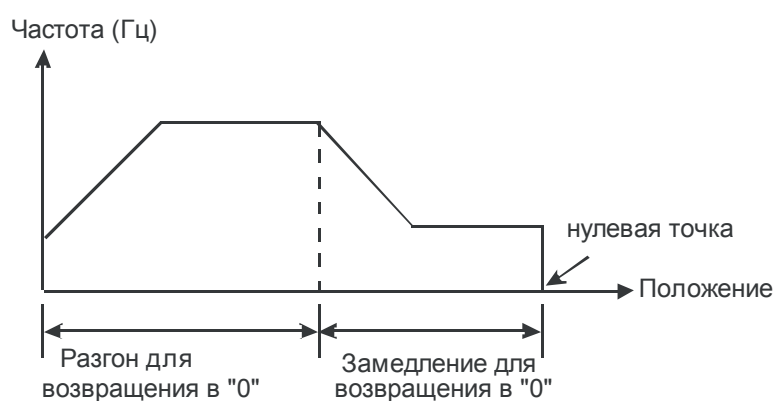 Частота (Гц)
нулевая точка
Положение
Разгон для
возвращения в "0"
Замедление для
возвращения в "0"